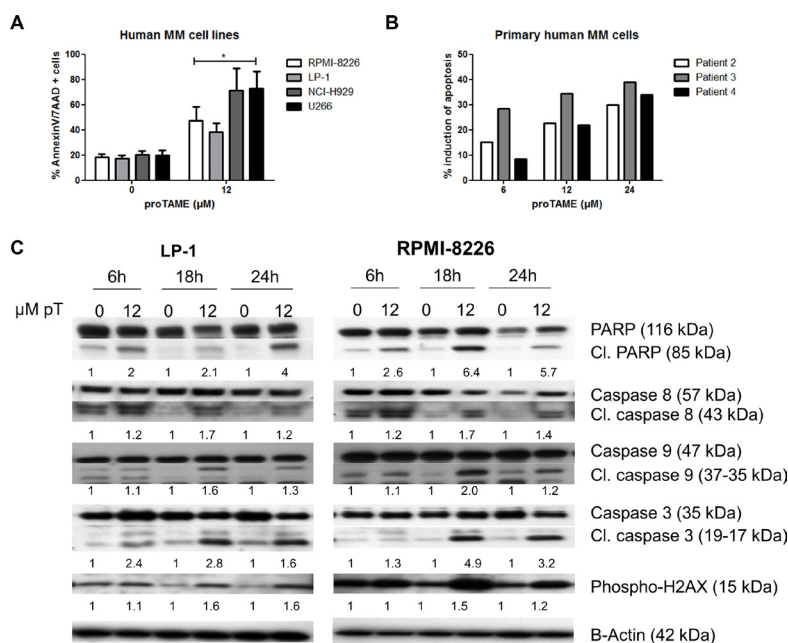 A
Human MM cell lines
% AnnexinV/7AAD + cells
100
80
60
40
20
0
*
0
12
proTAME (µM)
RPMI-8226
LP-1
NCI-H929
U266
B
Primary human MM cells
% induction of apoptosis
50
40
30
20
10
0
6
12
24
proTAME (µM)
Patient 2
Patient 3
Patient 4
C
LP-1
RPMI-8226
6h 18h 24h 6h 18h 24h
µM pT 0 12 0 12 0 12 0 12 0 12 0 12
PARP (116 kDa)
Cl. PARP (85 kDa)
1 2 1 2.1 1 4 1 2.6 1 6.4 1 5.7
Caspase 8 (57 kDa)
Cl. caspase 8 (43 kDa)
1 1.2 1 1.7 1 1.2 1 1.2 1 1.7 1 1.4
Caspase 9 (47 kDa)
Cl. caspase 9 (37-35 kDa)
1 1.1 1 1.6 1 1.3 1 1.1 1 2.0 1 1.2
Caspase 3 (35 kDa)
Cl. caspase 3 (19-17 kDa)
1 2.4 1 2.8 1 1.6 1 1.3 1 4.9 1 3.2
Phospho-H2AX (15 kDa)
1 1.1 1 1.6 1 1.6 1 1 1 1.5 1 1.2
B-Actin (42 kDa)